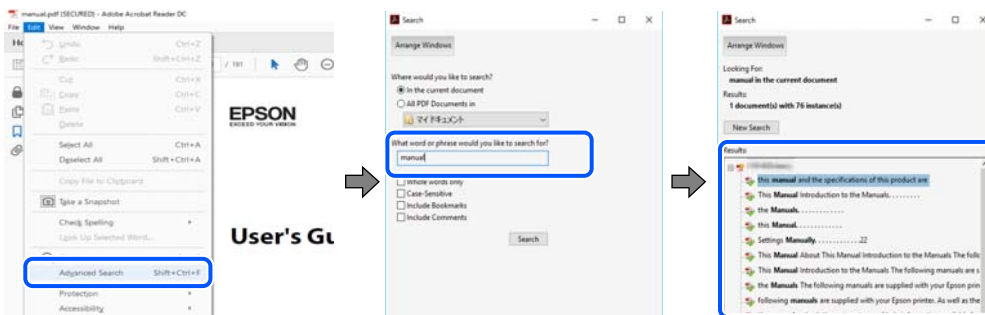 manual.pdf (SECURED) - Adobe Acrobat Reader DC
File Edit View Window Help
Undo Ctrl+Z
Redo Shift+Ctrl+Z
Cut Ctrl+X
Copy Ctrl+C
Paste Ctrl+V
Delete
Select All Ctrl+A
Deselect All Shift+Ctrl+A
Copy File to Clipboard
Take a Snapshot
Check Spelling
Look Up Selected Word...
Advanced Search Shift+Ctrl+F
Protection
Accessibility
/ 181
EPSON
EXCEED YOUR VISION
User's Gu
Search
Arrange Windows
Where would you like to search?
In the current document
All PDF Documents in
マイドキュメント
What word or phrase would you like to search for?
manual
Whole words only
Case-Sensitive
Include Bookmarks
Include Comments
Search
Search
Arrange Windows
Looking For:
manual in the current document
Results:
1 document(s) with 76 instance(s)
New Search
Results:
this manual and the specifications of this product are
This Manual Introduction to the Manuals. . . . . . . . .
the Manuals. . . . . . . . . . . . .
this Manual. . . . . . . . . . . . .
Settings Manually. . . . . . . . . . . . .22
This Manual About This Manual Introduction to the Manuals The follo
This Manual Introduction to the Manuals The following manuals are s
the Manuals The following manuals are supplied with your Epson prin
following manuals are supplied with your Epson printer. As well as the